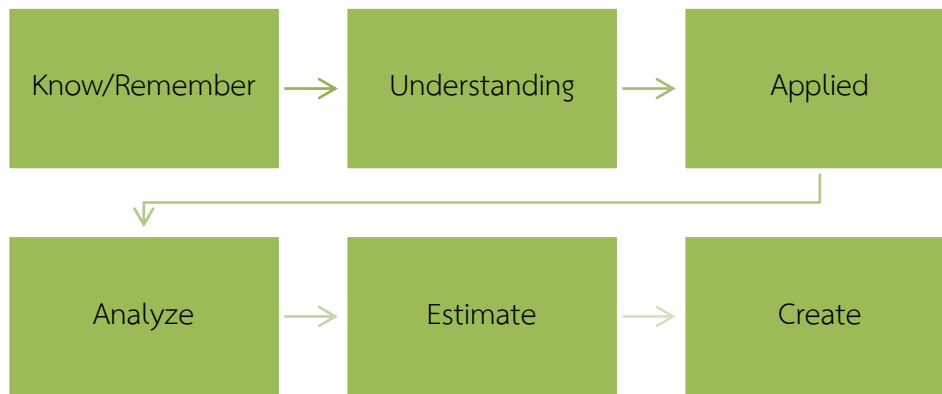 Know/Remember
Understanding
Applied
Analyze
Estimate
Create